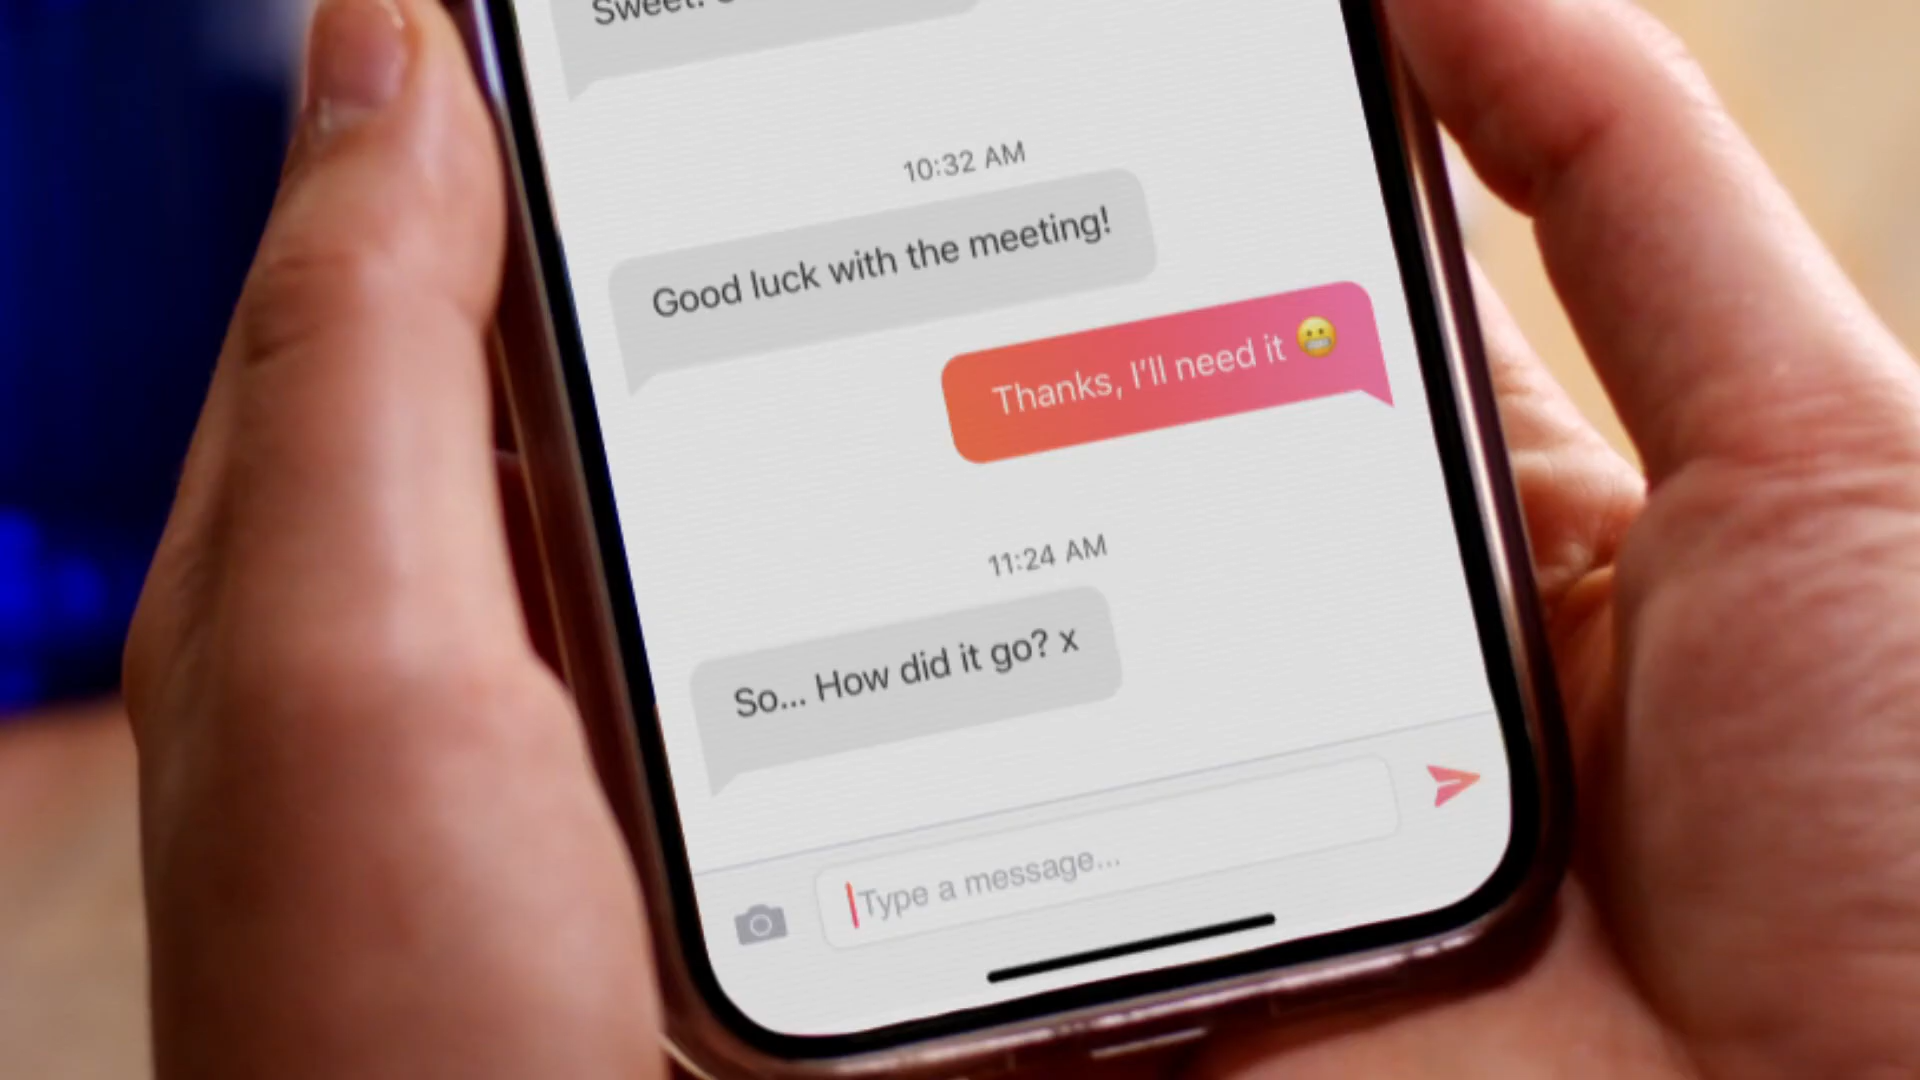 Sweet!
10:32 AM
Good luck with the meeting!
Thanks, I'll need it 😬
11:24 AM
So... How did it go? x
Type a message...